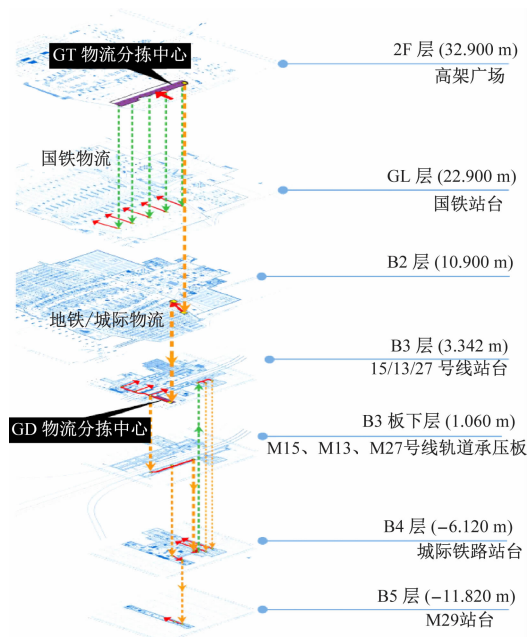 GT 物流分拣中心
2F 层 (32.900 m)
高架广场
国铁物流
GL 层 (22.900 m)
国铁站台
B2 层 (10.900 m)
地铁/城际物流
B3 层 (3.342 m)
15/13/27 号线站台
GD 物流分拣中心
B3 板下层 (1.060 m)
M15、M13、M27号线轨道承压板
B4 层 (−6.120 m)
城际铁路站台
B5 层 (−11.820 m)
M29站台